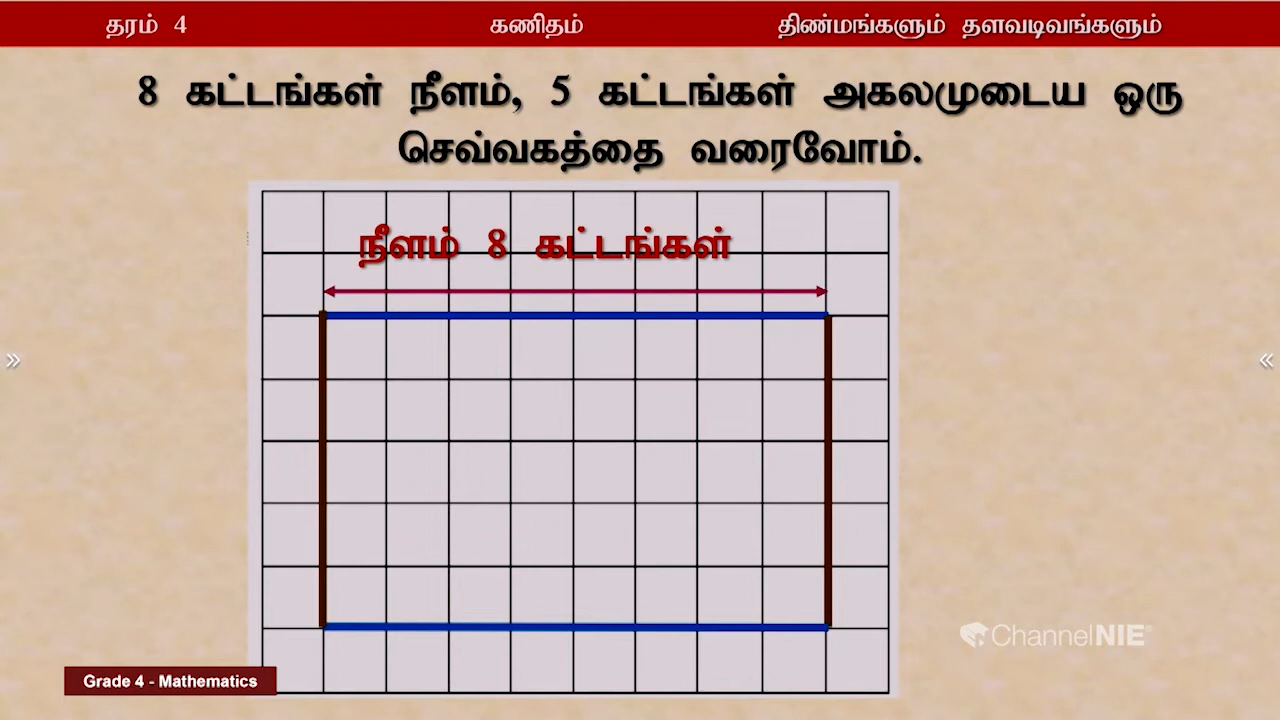 தரம் 4 கணிதம் திண்மங்களும் தளவடிவங்களும்
8 கட்டங்கள் நீளம், 5 கட்டங்கள் அகலமுடைய ஒரு
செவ்வகத்தை வரைவோம்.
நீளம் 8 கட்டங்கள்
ChannelNIE
Grade 4 - Mathematics